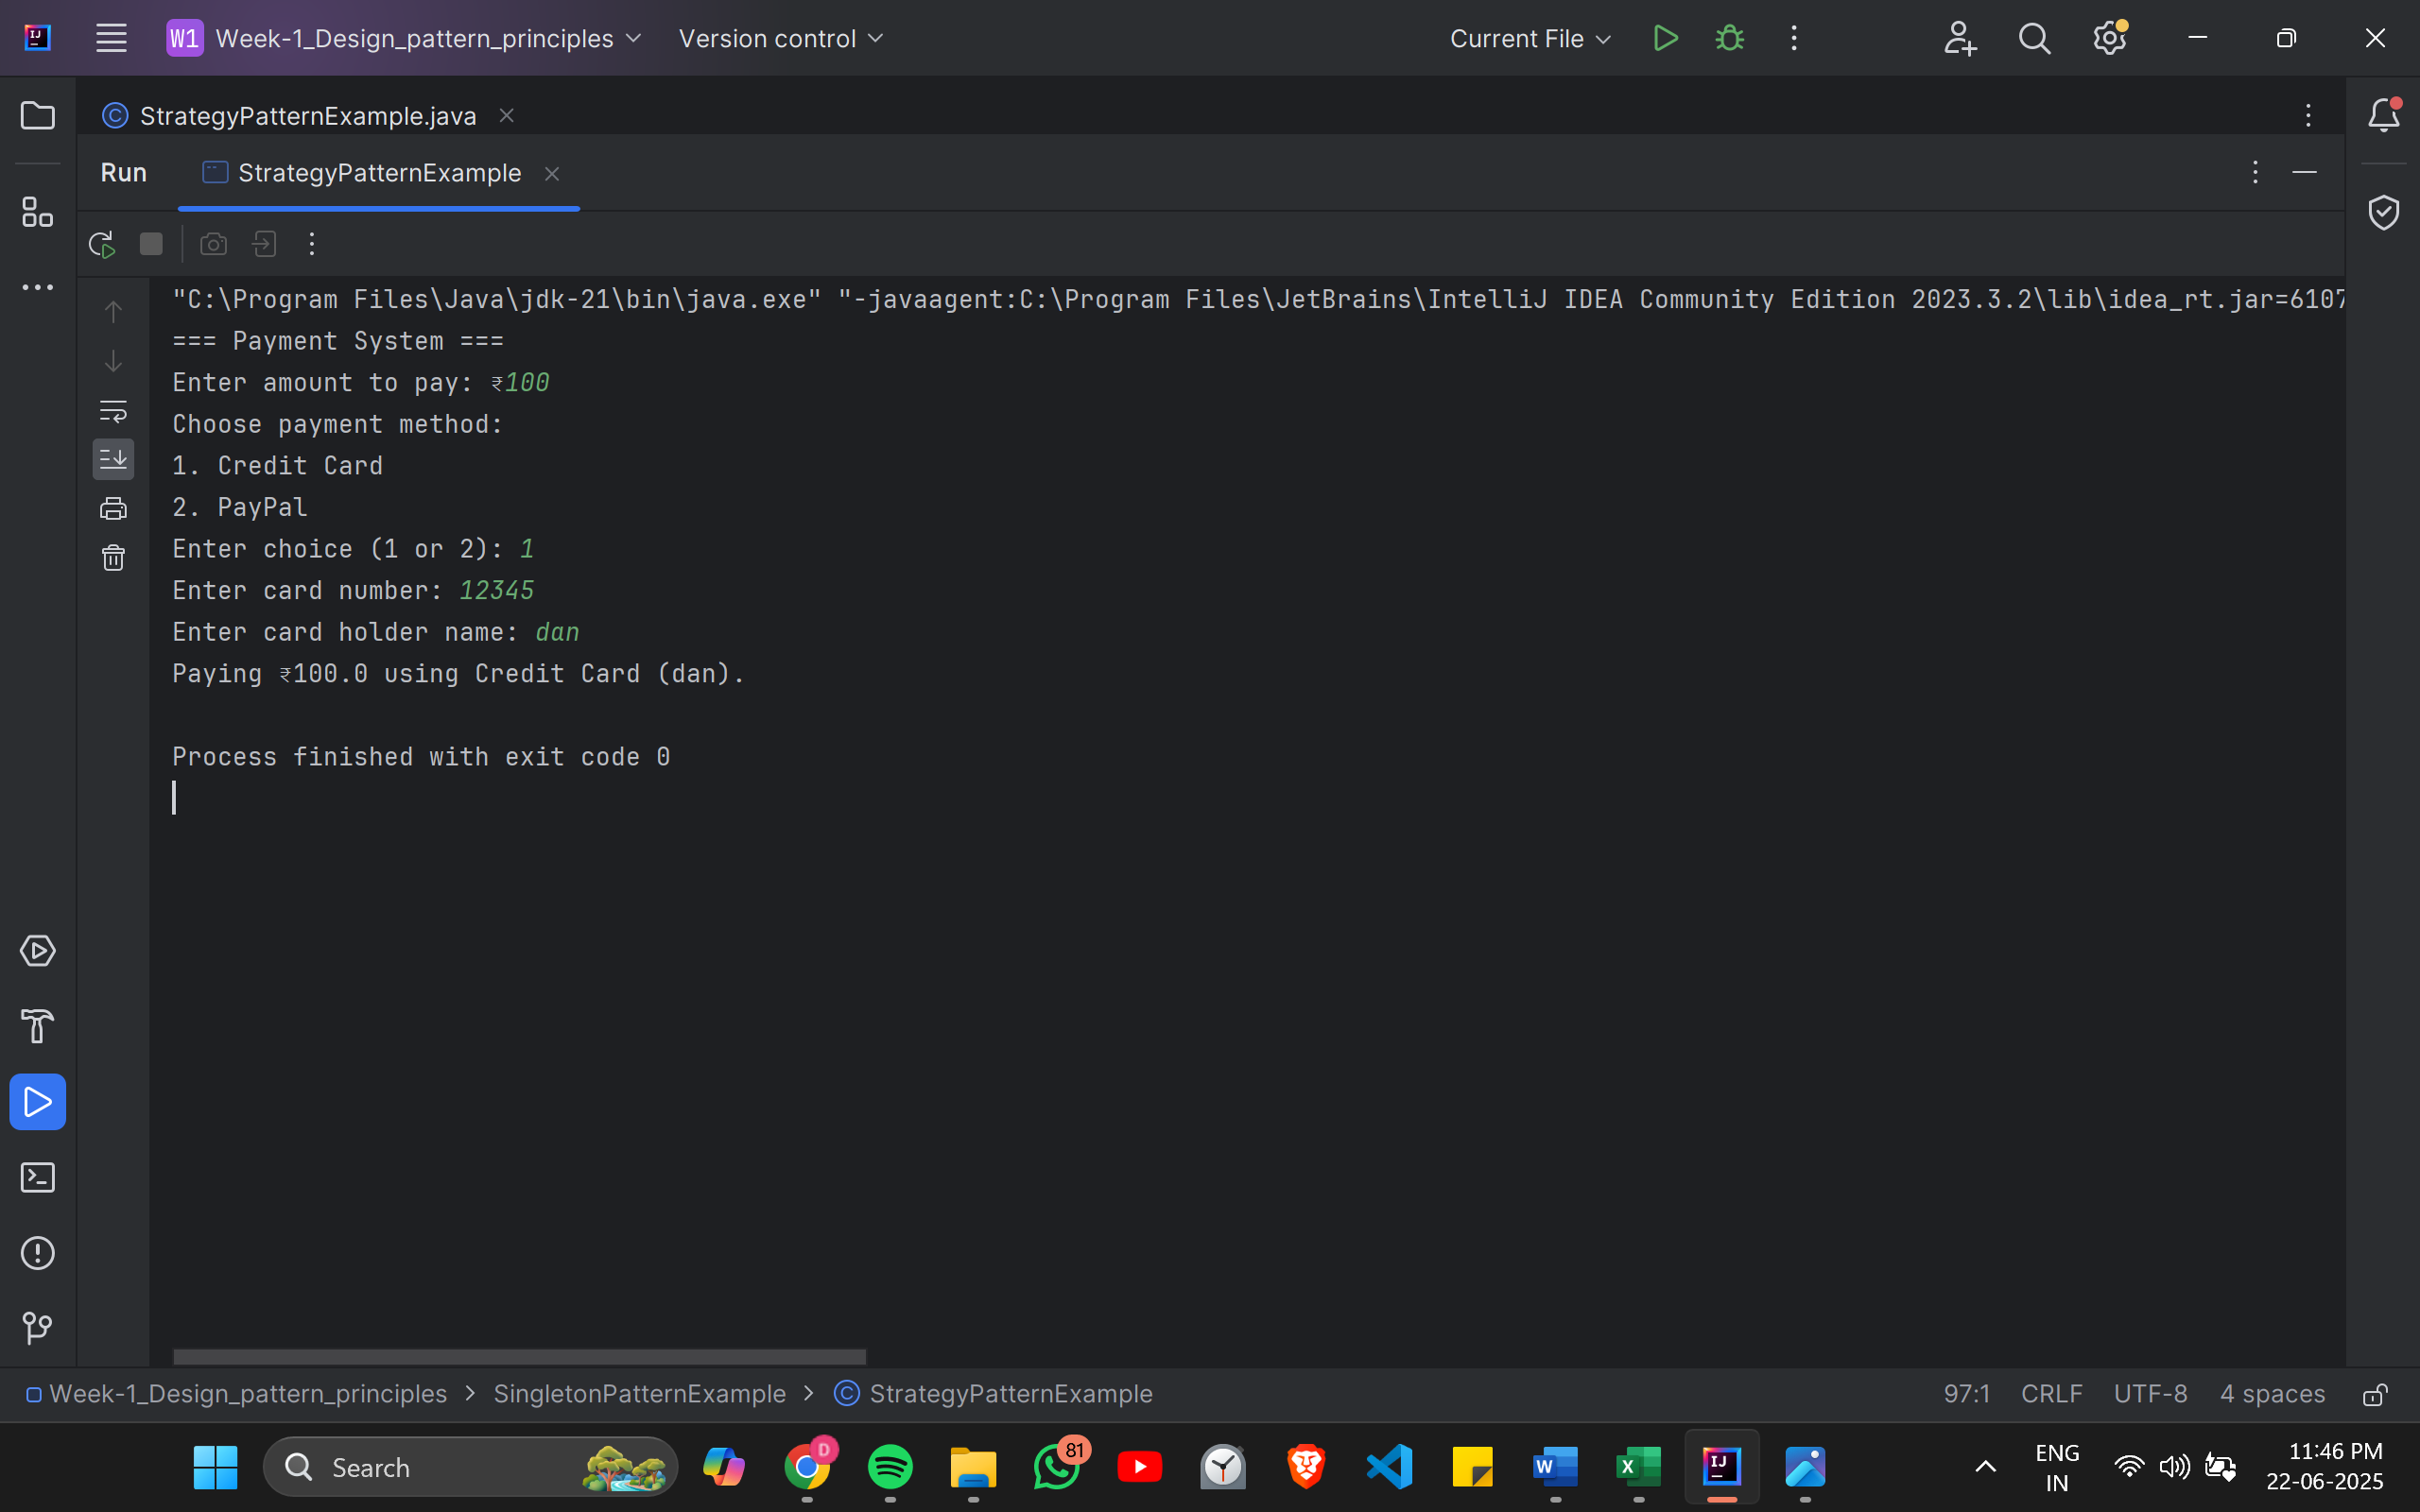 W1 Week-1_Design_pattern_principles Version control Current File
StrategyPatternExample.java
Run StrategyPatternExample
"C:\Program Files\Java\jdk-21\bin\java.exe" "-javaagent:C:\Program Files\JetBrains\IntelliJ IDEA Community Edition 2023.3.2\lib\idea_rt.jar=6107
=== Payment System ===
Enter amount to pay: ₹100
Choose payment method:
1. Credit Card
2. PayPal
Enter choice (1 or 2): 1
Enter card number: 12345
Enter card holder name: dan
Paying ₹100.0 using Credit Card (dan).
Process finished with exit code 0
Week-1_Design_pattern_principles > SingletonPatternExample > StrategyPatternExample 97:1 CRLF UTF-8 4 spaces
Search D 81 ENG 11:46 PM
IN 22-06-2025